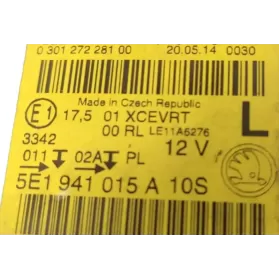 0 301 272 281 00 20.05.14 0030
Made in Czech Republic
E1 17,5 01 XCEVRT L
00 RL LE11A6276
3342 12 V
011 02A PL
5E1 941 015 A 10S